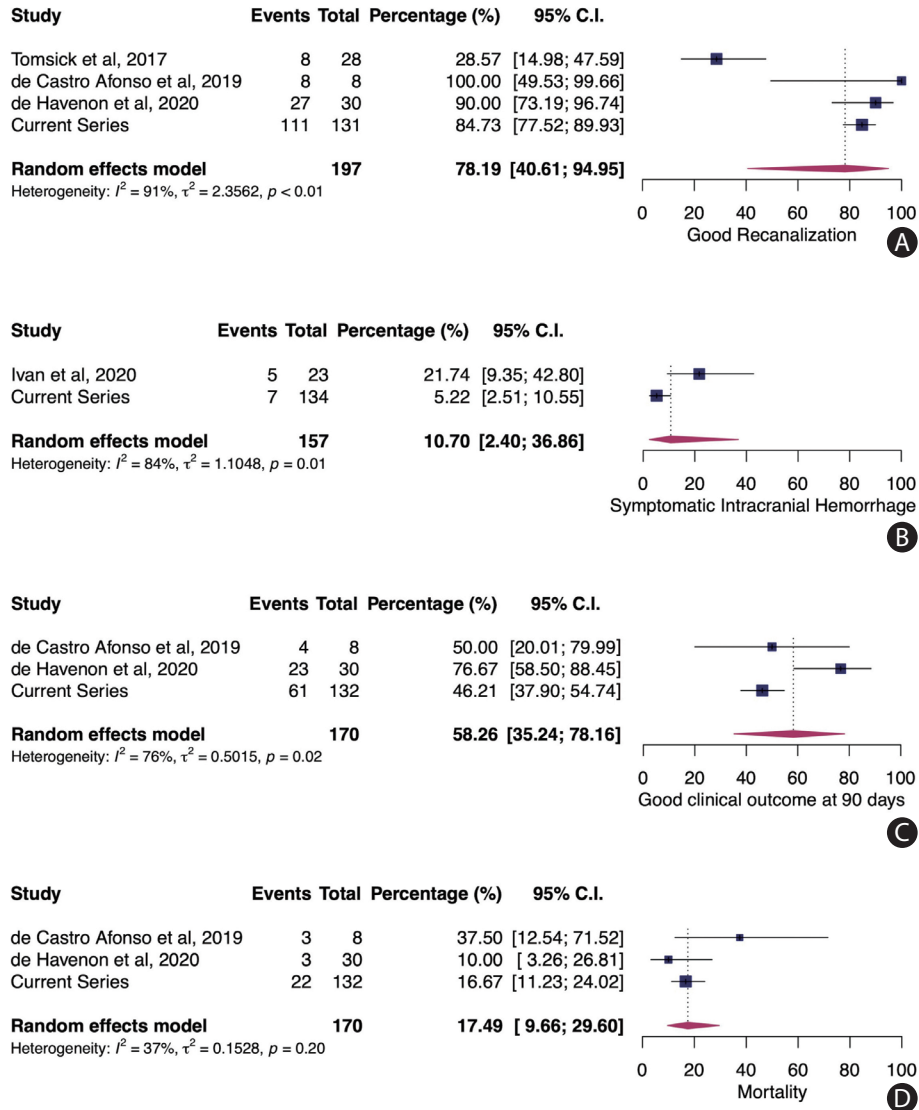 Study Events Total Percentage (%) 95% C.I.
Tomsick et al, 2017 8 28 28.57 [14.98; 47.59]
de Castro Afonso et al, 2019 8 8 100.00 [49.53; 99.66]
de Havenon et al, 2020 27 30 90.00 [73.19; 96.74]
Current Series 111 131 84.73 [77.52; 89.93]
Random effects model 197 78.19 [40.61; 94.95]
Heterogeneity: I² = 91%, τ² = 2.3562, p < 0.01
0 20 40 60 80 100
Good Recanalization
A
Study Events Total Percentage (%) 95% C.I.
Ivan et al, 2020 5 23 21.74 [9.35; 42.80]
Current Series 7 134 5.22 [2.51; 10.55]
Random effects model 157 10.70 [2.40; 36.86]
Heterogeneity: I² = 84%, τ² = 1.1048, p = 0.01
0 20 40 60 80 100
Symptomatic Intracranial Hemorrhage
B
Study Events Total Percentage (%) 95% C.I.
de Castro Afonso et al, 2019 4 8 50.00 [20.01; 79.99]
de Havenon et al, 2020 23 30 76.67 [58.50; 88.45]
Current Series 61 132 46.21 [37.90; 54.74]
Random effects model 170 58.26 [35.24; 78.16]
Heterogeneity: I² = 76%, τ² = 0.5015, p = 0.02
0 20 40 60 80 100
Good clinical outcome at 90 days
C
Study Events Total Percentage (%) 95% C.I.
de Castro Afonso et al, 2019 3 8 37.50 [12.54; 71.52]
de Havenon et al, 2020 3 30 10.00 [ 3.26; 26.81]
Current Series 22 132 16.67 [11.23; 24.02]
Random effects model 170 17.49 [ 9.66; 29.60]
Heterogeneity: I² = 37%, τ² = 0.1528, p = 0.20
0 20 40 60 80 100
Mortality
D